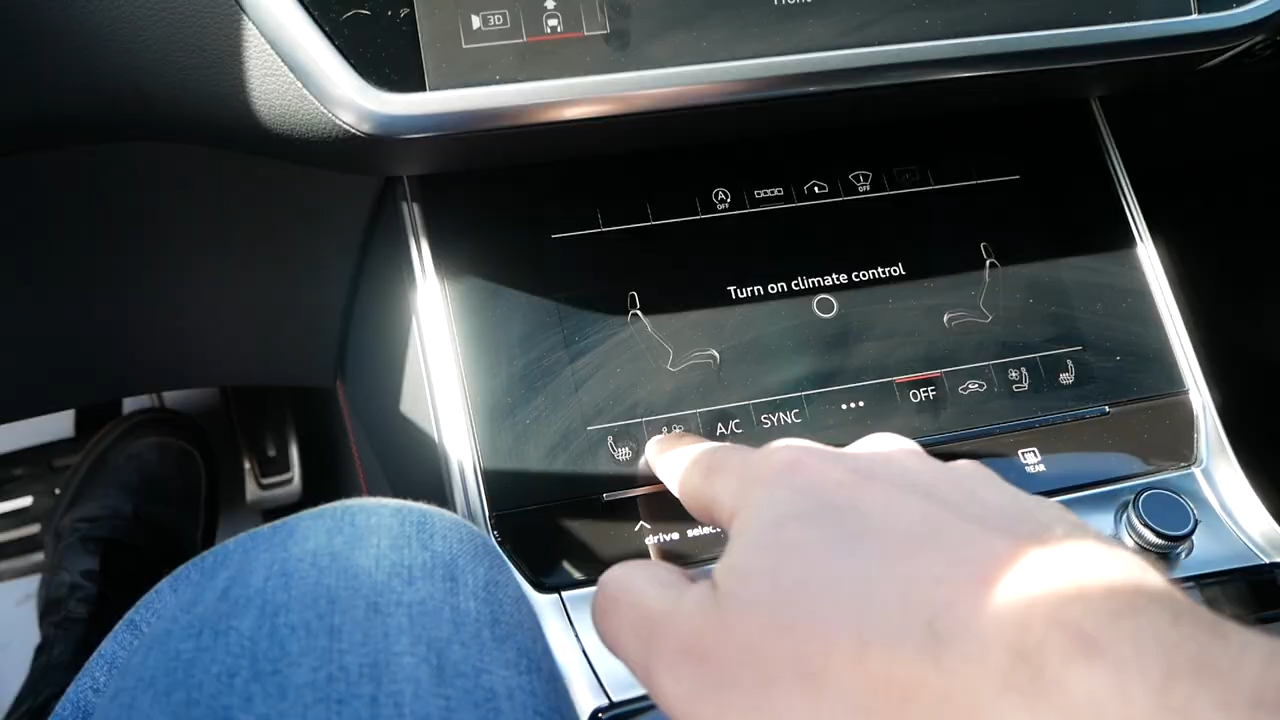 3D
A
OFF
OFF
Turn on climate control
A/C
SYNC
OFF
REAR
drive select